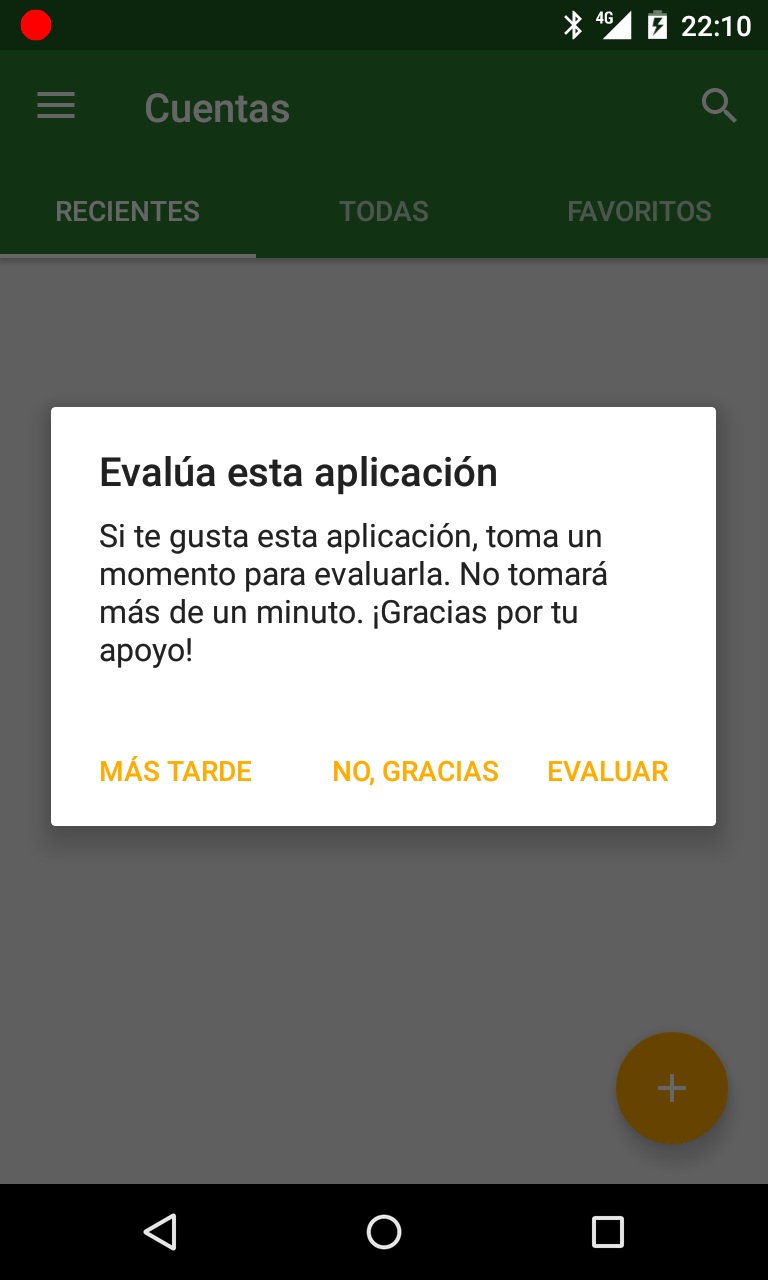 4G 22:10
Cuentas
RECIENTES TODAS FAVORITOS
Evalúa esta aplicación
Si te gusta esta aplicación, toma un
momento para evaluarla. No tomará
más de un minuto. ¡Gracias por tu
apoyo!
MÁS TARDE NO, GRACIAS EVALUAR